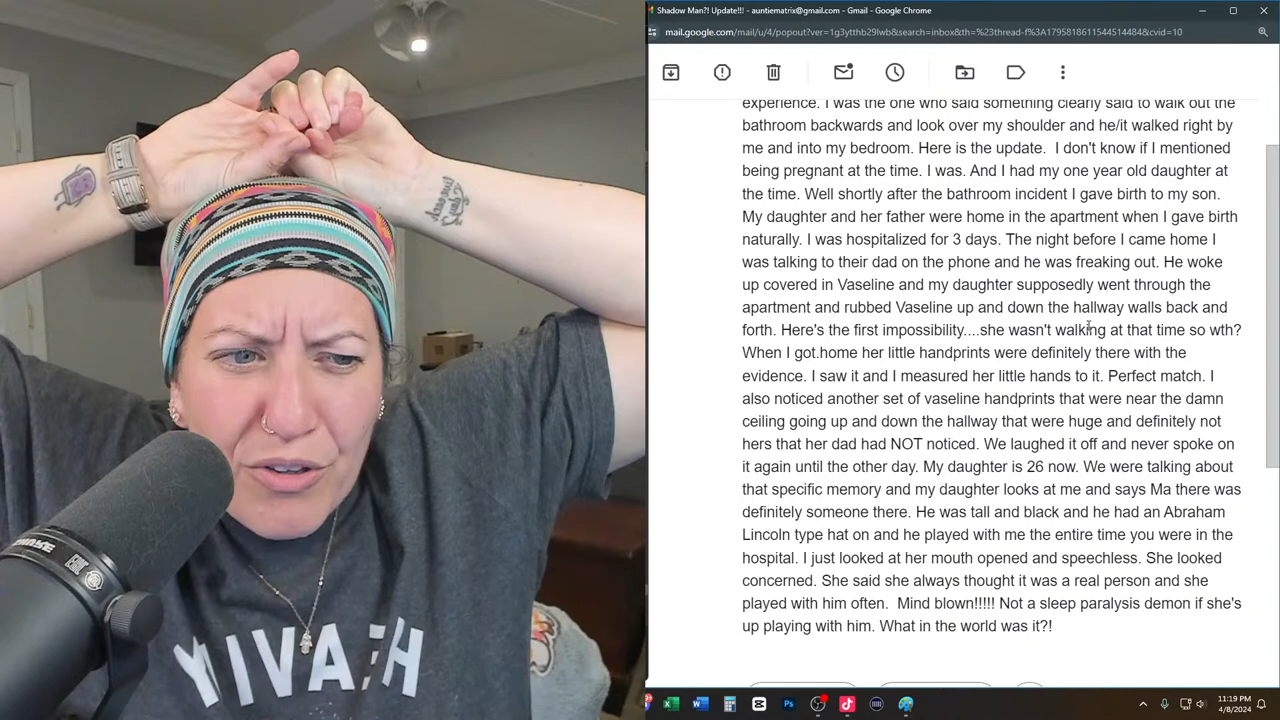 Shadow Man?! Update!!! - auntiematrix@gmail.com - Gmail - Google Chrome
mail.google.com/mail/u/4/popout?ver=1g3ytthb29lwb&search=inbox&th=%23thread-f%3A1795818611544514484&cvid=10
experience. I was the one who said something clearly said to walk out the
bathroom backwards and look over my shoulder and he/it walked right by
me and into my bedroom. Here is the update.  I don't know if I mentioned
being pregnant at the time. I was. And I had my one year old daughter at
the time. Well shortly after the bathroom incident I gave birth to my son.
My daughter and her father were home in the apartment when I gave birth
naturally. I was hospitalized for 3 days. The night before I came home I
was talking to their dad on the phone and he was freaking out. He woke
up covered in Vaseline and my daughter supposedly went through the
apartment and rubbed Vaseline up and down the hallway walls back and
forth. Here's the first impossibility....she wasn't walking at that time so wth?
When I got.home her little handprints were definitely there with the
evidence. I saw it and I measured her little hands to it. Perfect match. I
also noticed another set of vaseline handprints that were near the damn
ceiling going up and down the hallway that were huge and definitely not
hers that her dad had NOT noticed. We laughed it off and never spoke on
it again until the other day. My daughter is 26 now. We were talking about
that specific memory and my daughter looks at me and says Ma there was
definitely someone there. He was tall and black and he had an Abraham
Lincoln type hat on and he played with me the entire time you were in the
hospital. I just looked at her mouth opened and speechless. She looked
concerned. She said she always thought it was a real person and she
played with him often.  Mind blown!!!!! Not a sleep paralysis demon if she's
up playing with him. What in the world was it?!
11:19 PM
4/8/2024